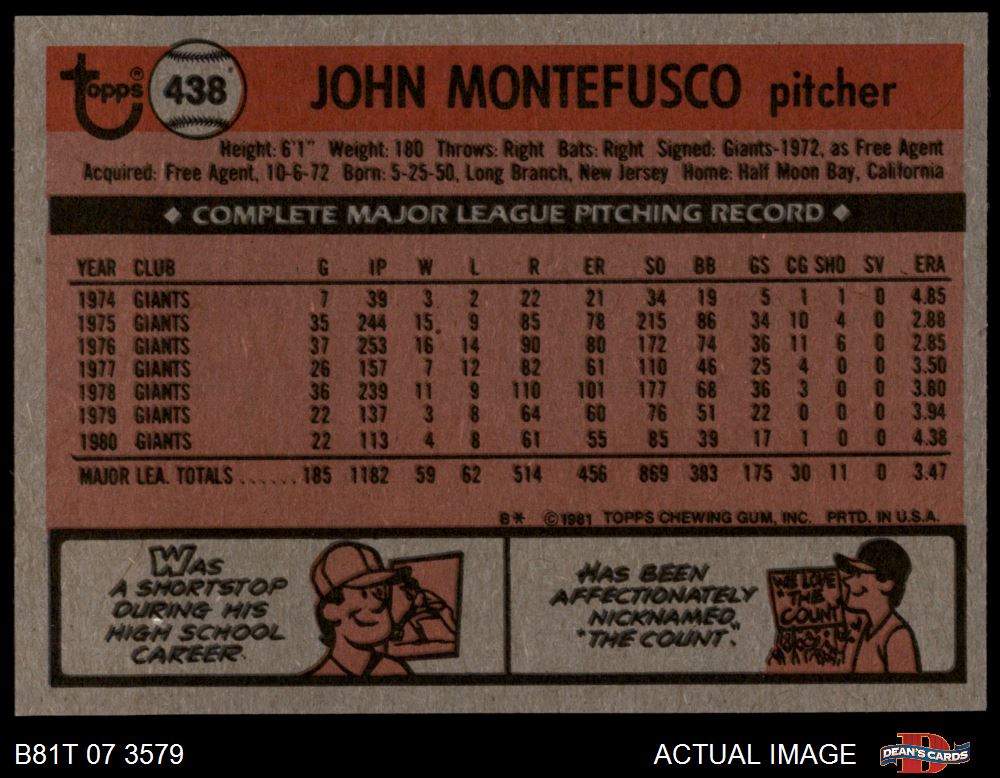 topps® 438 JOHN MONTEFUSCO pitcher
Height: 6'1" Weight: 180 Throws: Right Bats: Right Signed: Giants-1972, as Free Agent
Acquired: Free Agent, 10-6-72 Born: 5-25-50, Long Branch, New Jersey Home: Half Moon Bay, California
◆ COMPLETE MAJOR LEAGUE PITCHING RECORD ◆
YEAR CLUB G IP W L R ER SO BB GS CG SHO SV ERA
1974 GIANTS 7 39 3 2 22 21 34 19 5 1 1 0 4.85
1975 GIANTS 35 244 15 9 85 78 215 86 34 10 4 0 2.88
1976 GIANTS 37 253 16 14 90 80 172 74 36 11 6 0 2.85
1977 GIANTS 26 157 7 12 82 61 110 46 25 4 0 0 3.50
1978 GIANTS 36 239 11 9 110 101 177 68 36 3 0 0 3.80
1979 GIANTS 22 137 3 8 64 60 76 51 22 0 0 0 3.94
1980 GIANTS 22 113 4 8 61 55 85 39 17 1 0 0 4.38
MAJOR LEA. TOTALS ...... 185 1182 59 62 514 456 869 383 175 30 11 0 3.47
B* ©1981 TOPPS CHEWING GUM, INC. PRTD. IN U.S.A.
WAS
A SHORTSTOP
DURING HIS
HIGH SCHOOL
CAREER.
HAS BEEN
AFFECTIONATELY
NICKNAMED,
"THE COUNT".
WE LOVE
"THE
COUNT"
B81T 07 3579 ACTUAL IMAGE D DEAN'S CARDS